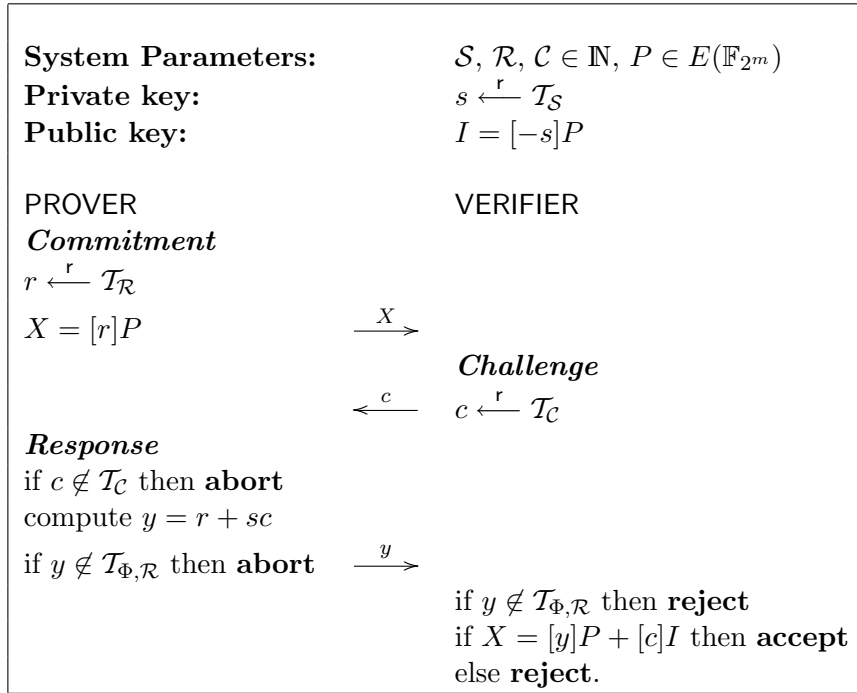 System Parameters: 𝒮, ℛ, 𝒞 ∈ ℕ, P ∈ E(𝔽_{2^m})
Private key: s ←^r 𝒯_𝒮
Public key: I = [−s]P
PROVER VERIFIER
Commitment
r ←^r 𝒯_ℛ
X = [r]P —X→
Challenge
←c— c ←^r 𝒯_𝒞
Response
if c ∉ 𝒯_𝒞 then abort
compute y = r + sc
if y ∉ 𝒯_{Φ,ℛ} then abort —y→
if y ∉ 𝒯_{Φ,ℛ} then reject
if X = [y]P + [c]I then accept
else reject.